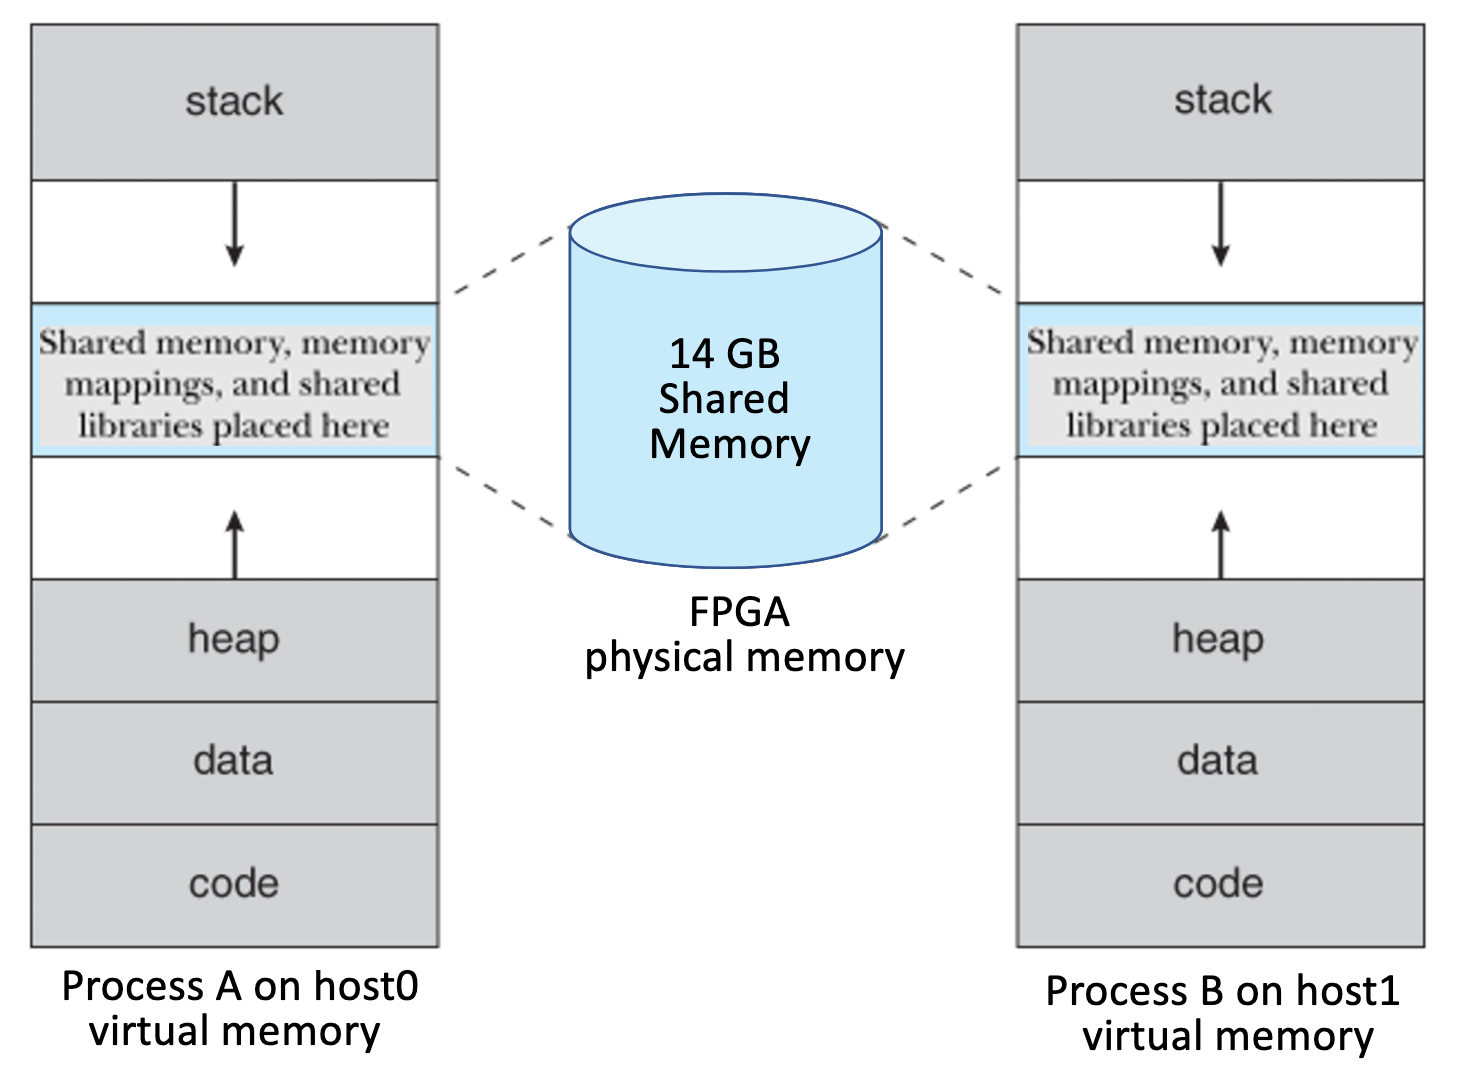 stack
Shared memory, memory
mappings, and shared
libraries placed here
heap
data
code
Process A on host0
virtual memory
14 GB
Shared
Memory
FPGA
physical memory
stack
Shared memory, memory
mappings, and shared
libraries placed here
heap
data
code
Process B on host1
virtual memory